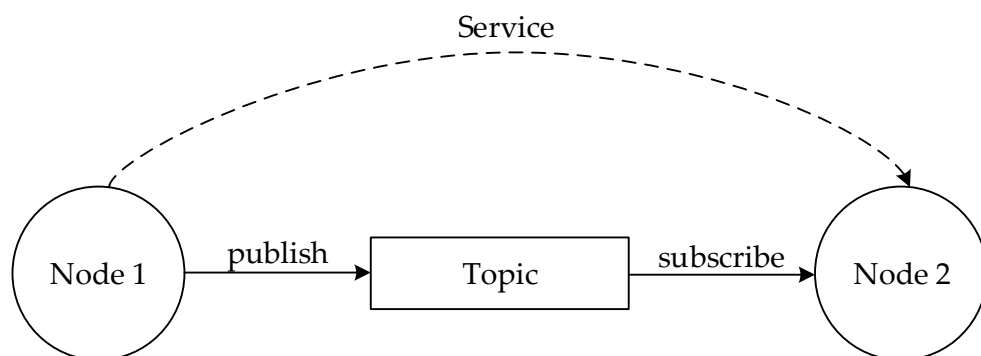 Service
Node 1
publish
Topic
subscribe
Node 2